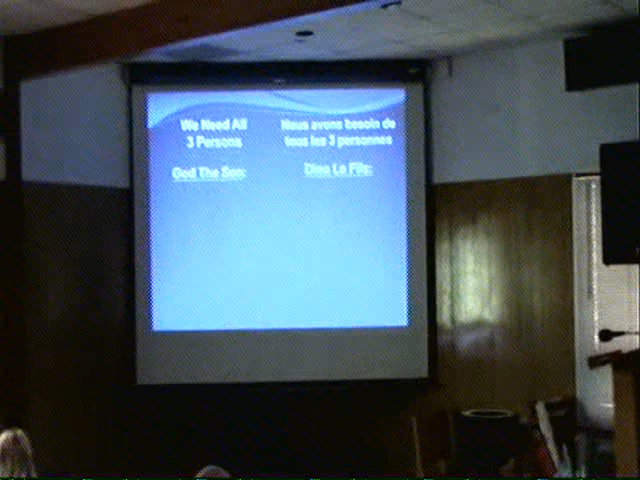 We Need All
3 Persons
God The Son:
Nous avons besoin de
tous les 3 personnes
Dieu Le Fils: